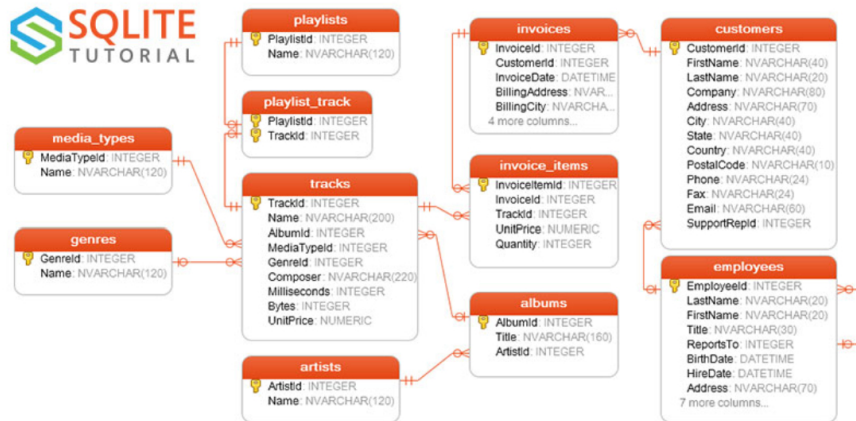 SQLITE
TUTORIAL
playlists
PlaylistId: INTEGER
Name: NVARCHAR(120)
playlist_track
PlaylistId: INTEGER
TrackId: INTEGER
media_types
MediaTypeId: INTEGER
Name: NVARCHAR(120)
genres
GenreId: INTEGER
Name: NVARCHAR(120)
tracks
TrackId: INTEGER
Name: NVARCHAR(200)
AlbumId: INTEGER
MediaTypeId: INTEGER
GenreId: INTEGER
Composer: NVARCHAR(220)
Milliseconds: INTEGER
Bytes: INTEGER
UnitPrice: NUMERIC
artists
ArtistId: INTEGER
Name: NVARCHAR(120)
invoices
InvoiceId: INTEGER
CustomerId: INTEGER
InvoiceDate: DATETIME
BillingAddress: NVAR...
BillingCity: NVARCHA...
4 more columns...
invoice_items
InvoiceItemId: INTEGER
InvoiceId: INTEGER
TrackId: INTEGER
UnitPrice: NUMERIC
Quantity: INTEGER
albums
AlbumId: INTEGER
Title: NVARCHAR(160)
ArtistId: INTEGER
customers
CustomerId: INTEGER
FirstName: NVARCHAR(40)
LastName: NVARCHAR(20)
Company: NVARCHAR(80)
Address: NVARCHAR(70)
City: NVARCHAR(40)
State: NVARCHAR(40)
Country: NVARCHAR(40)
PostalCode: NVARCHAR(10)
Phone: NVARCHAR(24)
Fax: NVARCHAR(24)
Email: NVARCHAR(60)
SupportRepId: INTEGER
employees
EmployeeId: INTEGER
LastName: NVARCHAR(20)
FirstName: NVARCHAR(20)
Title: NVARCHAR(30)
ReportsTo: INTEGER
BirthDate: DATETIME
HireDate: DATETIME
Address: NVARCHAR(70)
7 more columns...